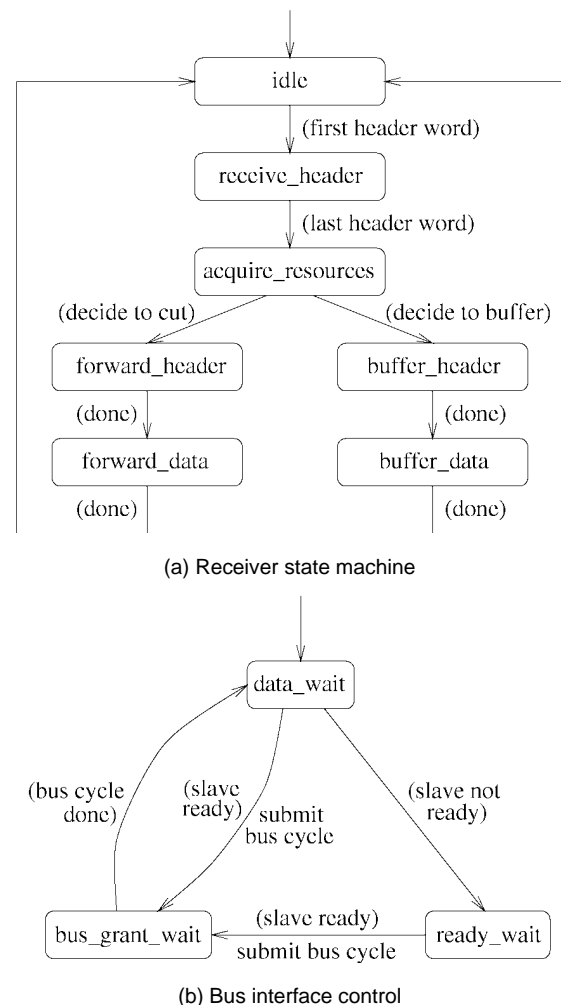 idle
(first header word)
receive_header
(last header word)
acquire_resources
(decide to cut)
(decide to buffer)
forward_header
buffer_header
(done)
(done)
forward_data
buffer_data
(done)
(done)
(a) Receiver state machine
data_wait
(bus cycle
done)
(slave
ready)
submit
bus cycle
(slave not
ready)
bus_grant_wait
(slave ready)
submit bus cycle
ready_wait
(b) Bus interface control